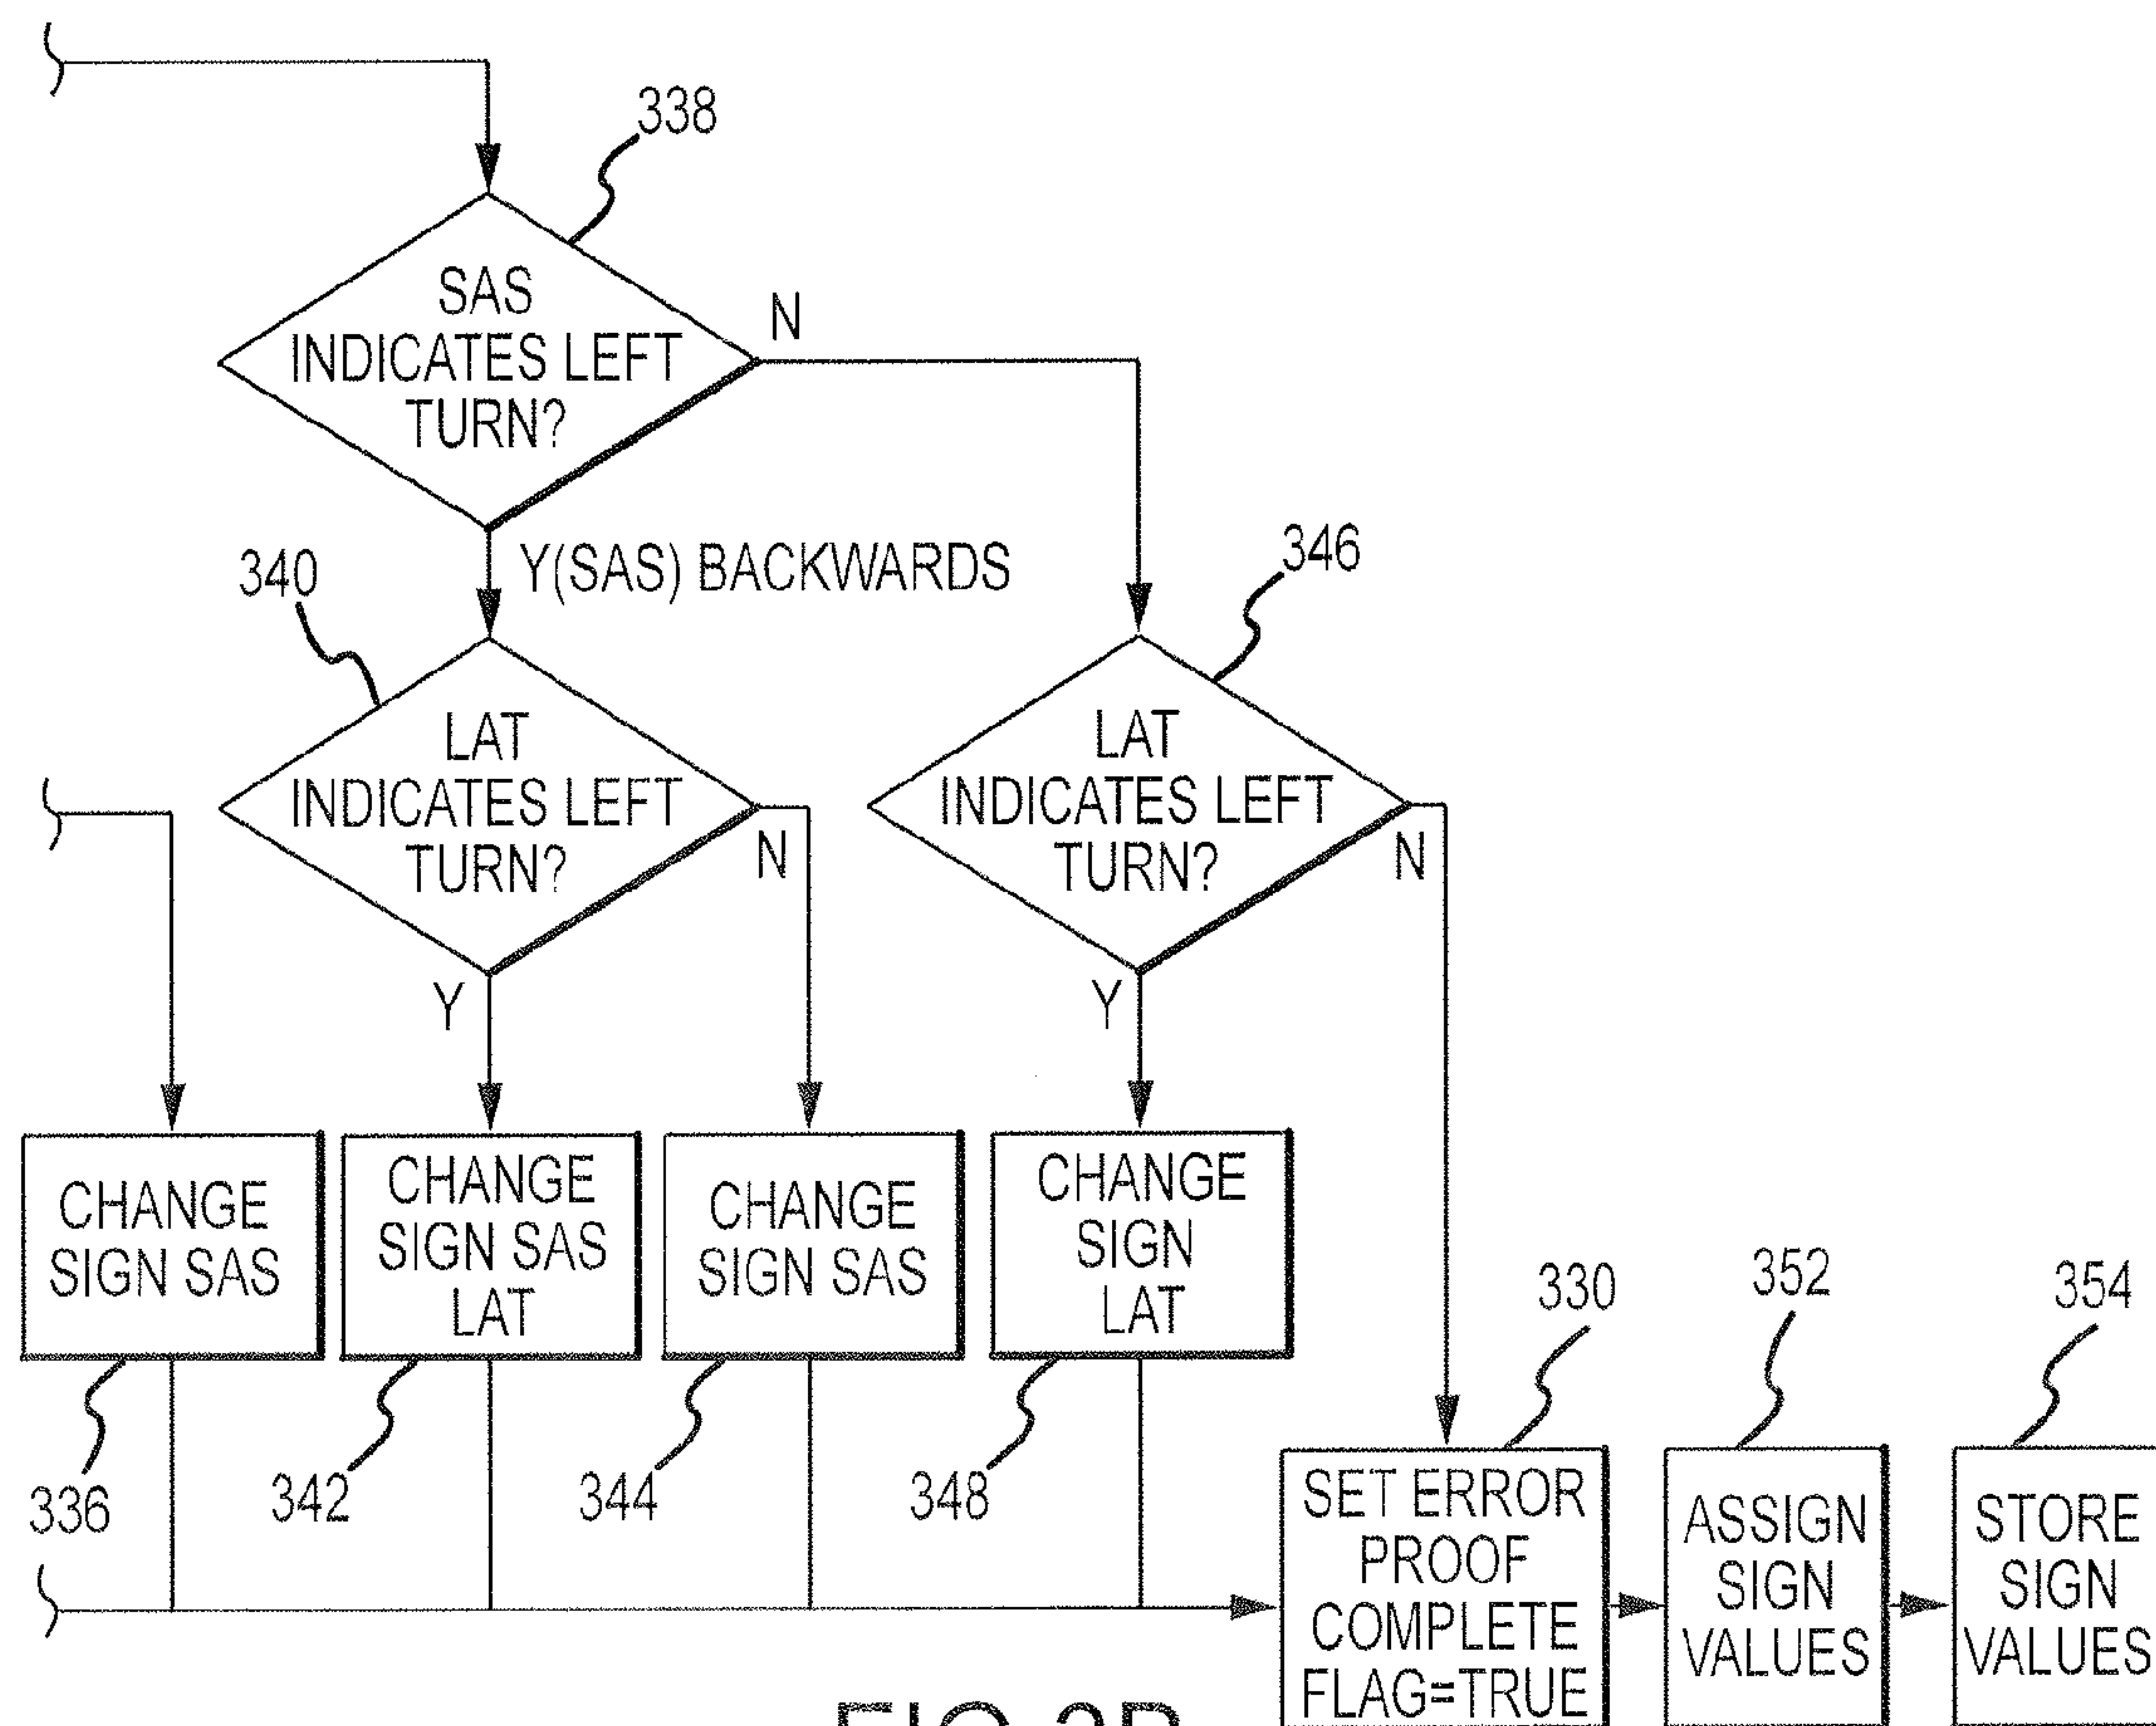 338
SAS
INDICATES LEFT
TURN?
N
Y(SAS) BACKWARDS
340
346
LAT
INDICATES LEFT
TURN?
N
Y
LAT
INDICATES LEFT
TURN?
N
Y
CHANGE
SIGN SAS
CHANGE
SIGN SAS
LAT
CHANGE
SIGN SAS
CHANGE
SIGN
LAT
336
342
344
348
330
352
354
SET ERROR
PROOF
COMPLETE
FLAG=TRUE
ASSIGN
SIGN
VALUES
STORE
SIGN
VALUES